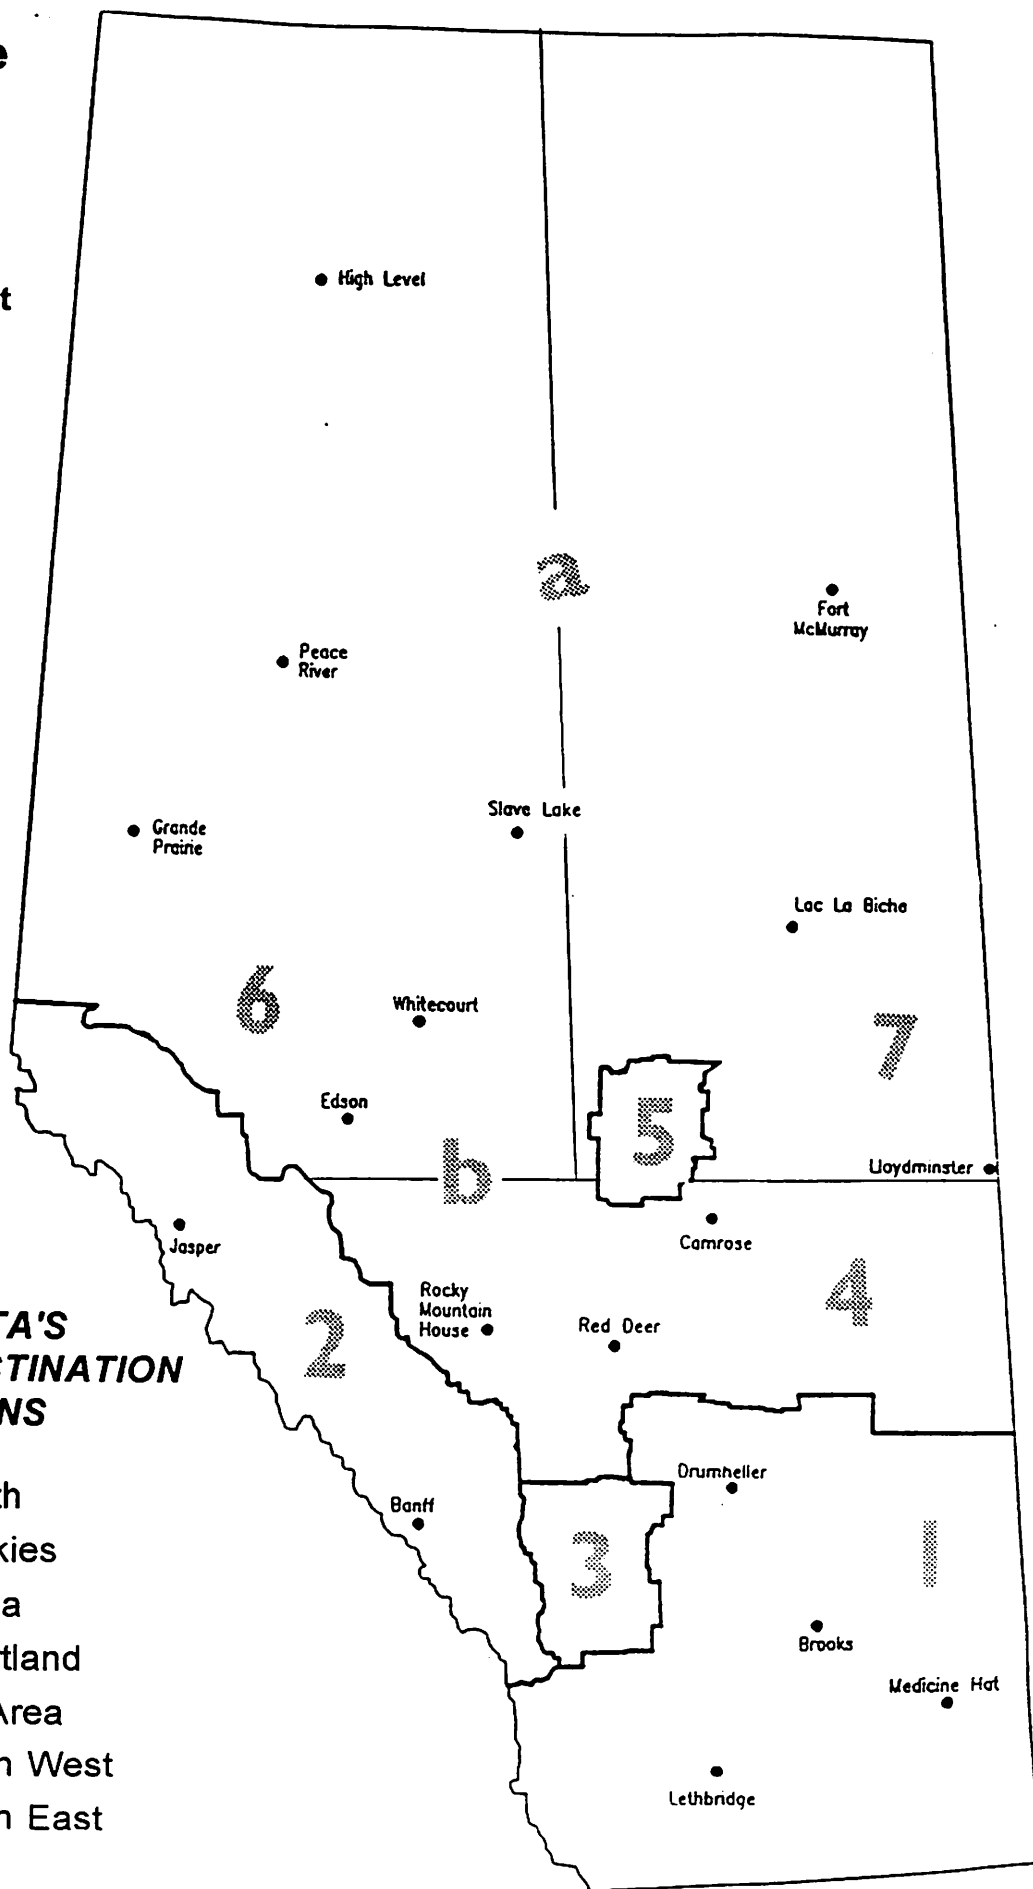 e
t
High Level
a
Fort
McMurray
Peace
River
Slave Lake
Grande
Prairie
Lac La Biche
6
Whitecourt
7
Edson
5
b
Lloydminster
Jasper
Camrose
4
Rocky
Mountain
House
Red Deer
2
TA'S
STINATION
NS
Drumheller
th
Banff
kies
3
1
a
Brooks
rtland
Medicine Hat
Area
n West
Lethbridge
n East